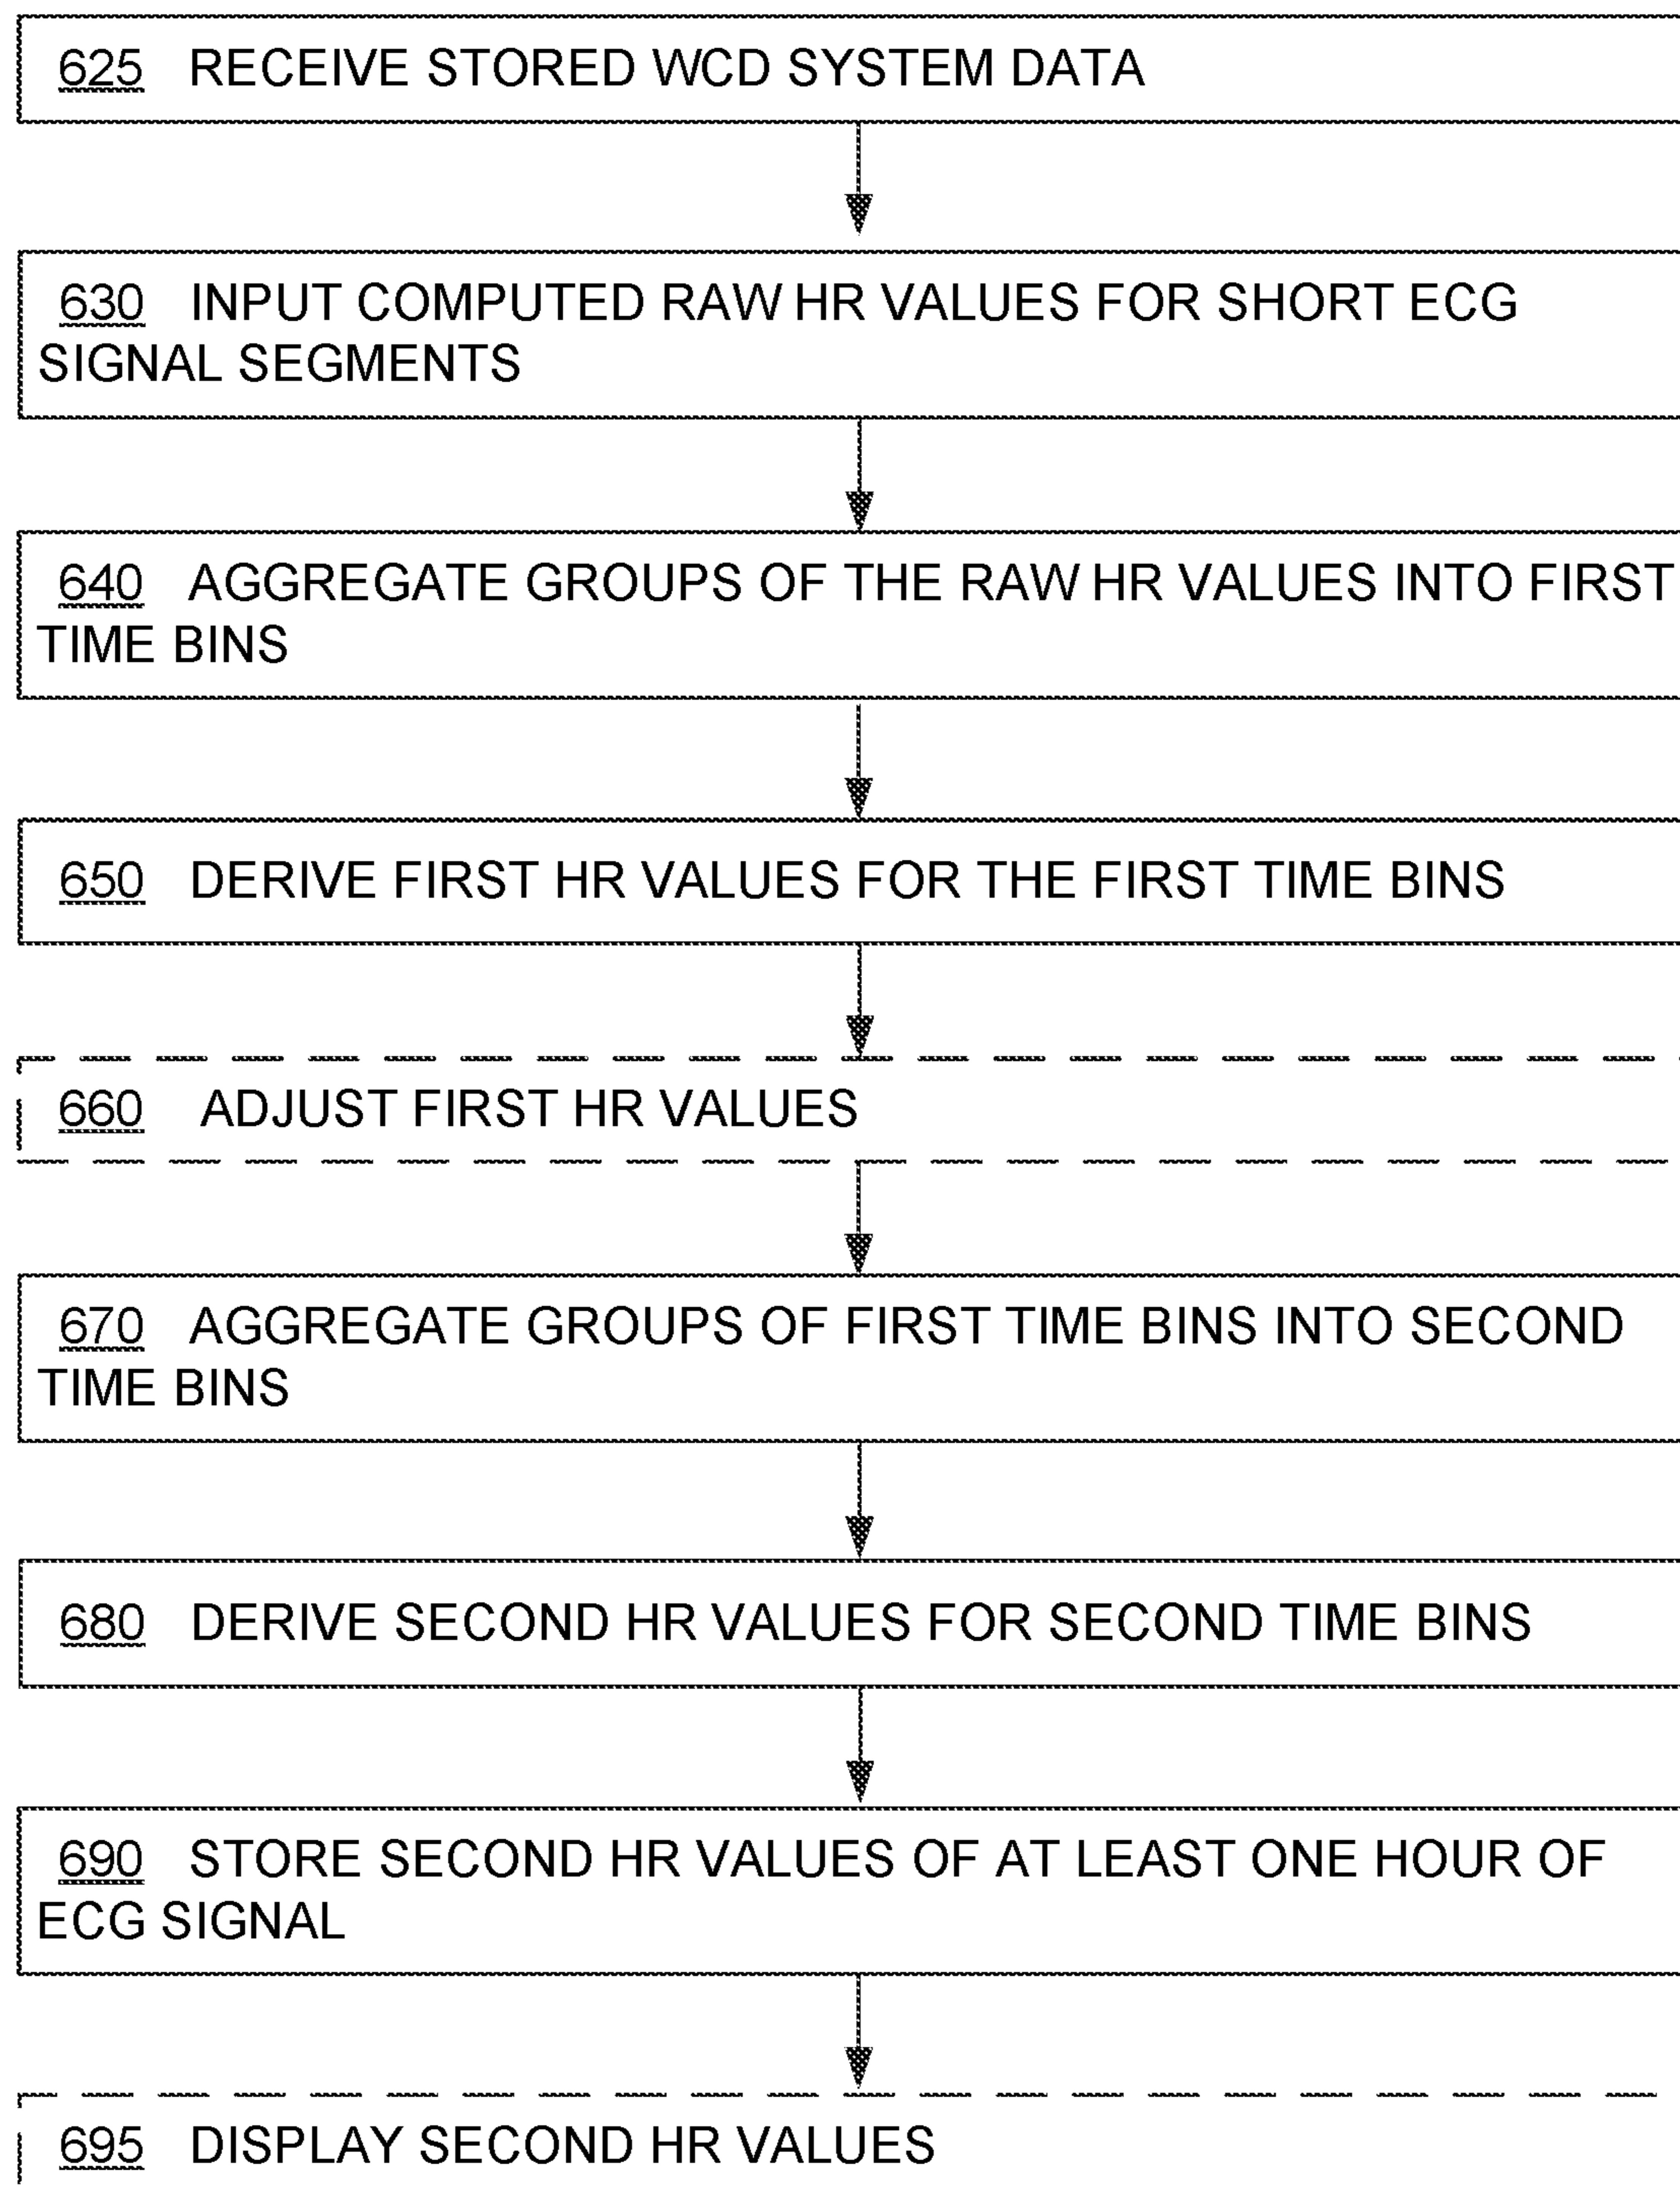 625 RECEIVE STORED WCD SYSTEM DATA
630 INPUT COMPUTED RAW HR VALUES FOR SHORT ECG
SIGNAL SEGMENTS
640 AGGREGATE GROUPS OF THE RAW HR VALUES INTO FIRST
TIME BINS
650 DERIVE FIRST HR VALUES FOR THE FIRST TIME BINS
660 ADJUST FIRST HR VALUES
670 AGGREGATE GROUPS OF FIRST TIME BINS INTO SECOND
TIME BINS
680 DERIVE SECOND HR VALUES FOR SECOND TIME BINS
690 STORE SECOND HR VALUES OF AT LEAST ONE HOUR OF
ECG SIGNAL
695 DISPLAY SECOND HR VALUES